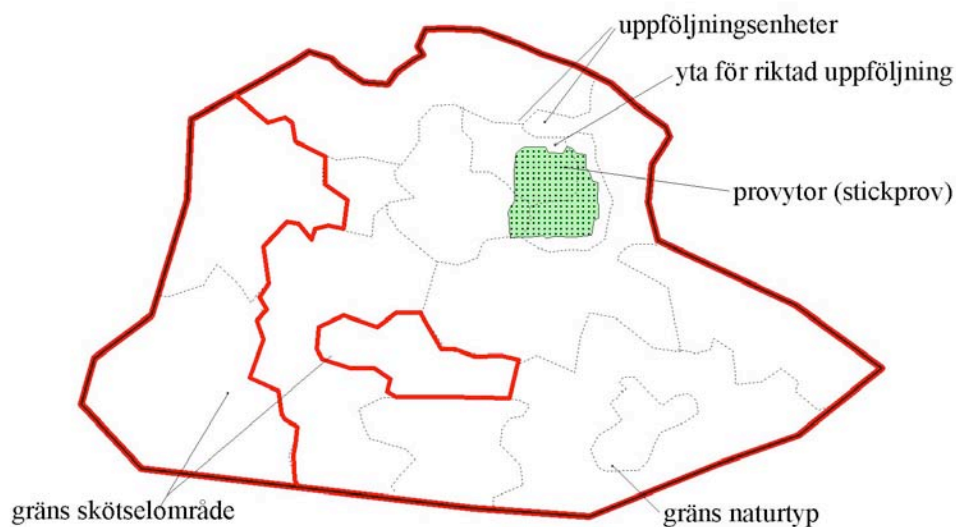 uppföljningsenheter
yta för riktad uppföljning
provytor (stickprov)
gräns skötselområde
gräns naturtyp